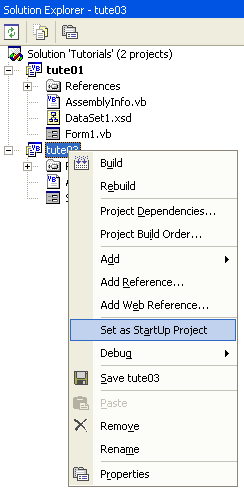 Solution Explorer - tute03
Solution 'Tutorials' (2 projects)
tute01
References
AssemblyInfo.vb
DataSet1.xsd
Form1.vb
tute03
Build
Rebuild
Project Dependencies...
Project Build Order...
Add
Add Reference...
Add Web Reference...
Set as StartUp Project
Debug
Save tute03
Paste
Remove
Rename
Properties